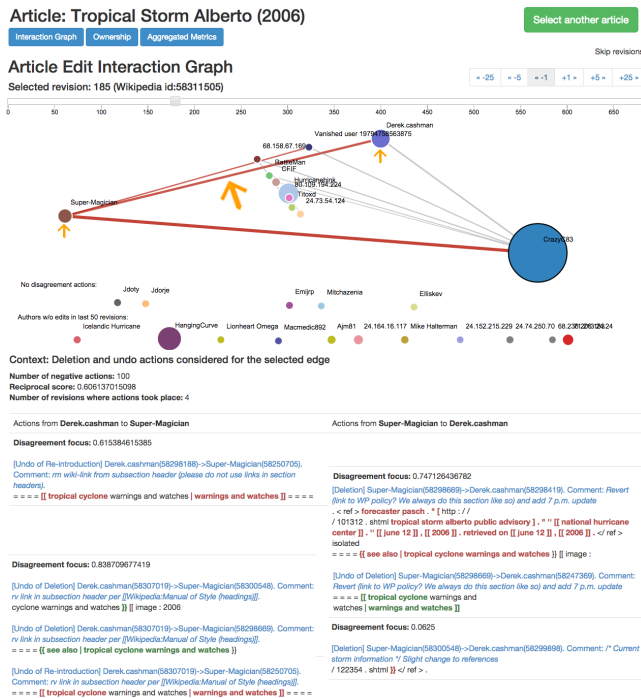 Article: Tropical Storm Alberto (2006)
Select another article
Interaction Graph
Ownership
Aggregated Metrics
Skip revisions
Article Edit Interaction Graph
Selected revision: 185 (Wikipedia id:58311505)
« -25 « -5 « -1 +1 » +5 » +25 »
0 50 100 150 200 250 300 350 400 450 500 550 600 650
Derek.cashman
Vanished user 19794758563875
68.158.67.169
RattleMan
CFIF
Hurricanehink
80.109.194.224
Titoxd
24.73.54.124
Super-Magician
CrazyC83
No disagreement actions:
Jdoty
Jdorje
Emijrp
Mitchazenia
Elliskev
Authors w/o edits in last 50 revisions:
Icelandic Hurricane
HangingCurve
Lionheart Omega
Macmedic892
Ajm81
24.164.16.117
Mike Halterman
24.152.215.229
24.74.250.70
Context: Deletion and undo actions considered for the selected edge
Number of negative actions: 100
Reciprocal score: 0.606137015098
Number of revisions where actions took place: 4
Actions from Derek.cashman to Super-Magician
Disagreement focus: 0.615384615385
[Undo of Re-introduction] Derek.cashman(58298188)->Super-Magician(58250705).
Comment: rm wiki-link from subsection header (please do not use links in section
headers).
= = = = [[ tropical cyclone warnings and watches | warnings and watches ]] = = = =
0.838709677419
[Undo of Deletion] Derek.cashman(58307019)->Super-Magician(58300548). Comment:
rv link in subsection header per [[Wikipedia:Manual of Style (headings)]].
cyclone warnings and watches }} [[ image : 2006
[Undo of Deletion] Derek.cashman(58307019)->Super-Magician(58298669). Comment:
rv link in subsection header per [[Wikipedia:Manual of Style (headings)]].
= = = = {{ see also | tropical cyclone warnings and watches }}
[Undo of Re-introduction] Derek.cashman(58307019)->Super-Magician(58250705).
Comment: rv link in subsection header per [[Wikipedia:Manual of Style (headings)]].
= = = = [[ tropical cyclone warnings and watches | warnings and watches ]] = = = =
Actions from Super-Magician to Derek.cashman
Disagreement focus: 0.747126436782
[Deletion] Super-Magician(58298669)->Derek.cashman(58298419). Comment: Revert
(link to WP policy? We always do this section like so) and add 7 p.m. update
. < ref > forecaster pasch . " [ http : / /
/ 101312 . shtml tropical storm alberto public advisory ] . " '' [[ national hurricane
center ]] . '' [[ june 12 ]] , [[ 2006 ]] . retrieved on [[ june 12 ]] , [[ 2006 ]] . </ ref >
isolated
= = = = {{ see also | tropical cyclone warnings and watches }} [[ image :
[Undo of Deletion] Super-Magician(58298669)->Derek.cashman(58247369). Comment:
Revert (link to WP policy? We always do this section like so) and add 7 p.m. update
= = = = [[ tropical cyclone warnings and
watches | warnings and watches ]]
0.0625
[Deletion] Super-Magician(58300548)->Derek.cashman(58299898). Comment: /* Current
storm information */ Slight change to references
/ 122354 . shtml }} </ ref > .